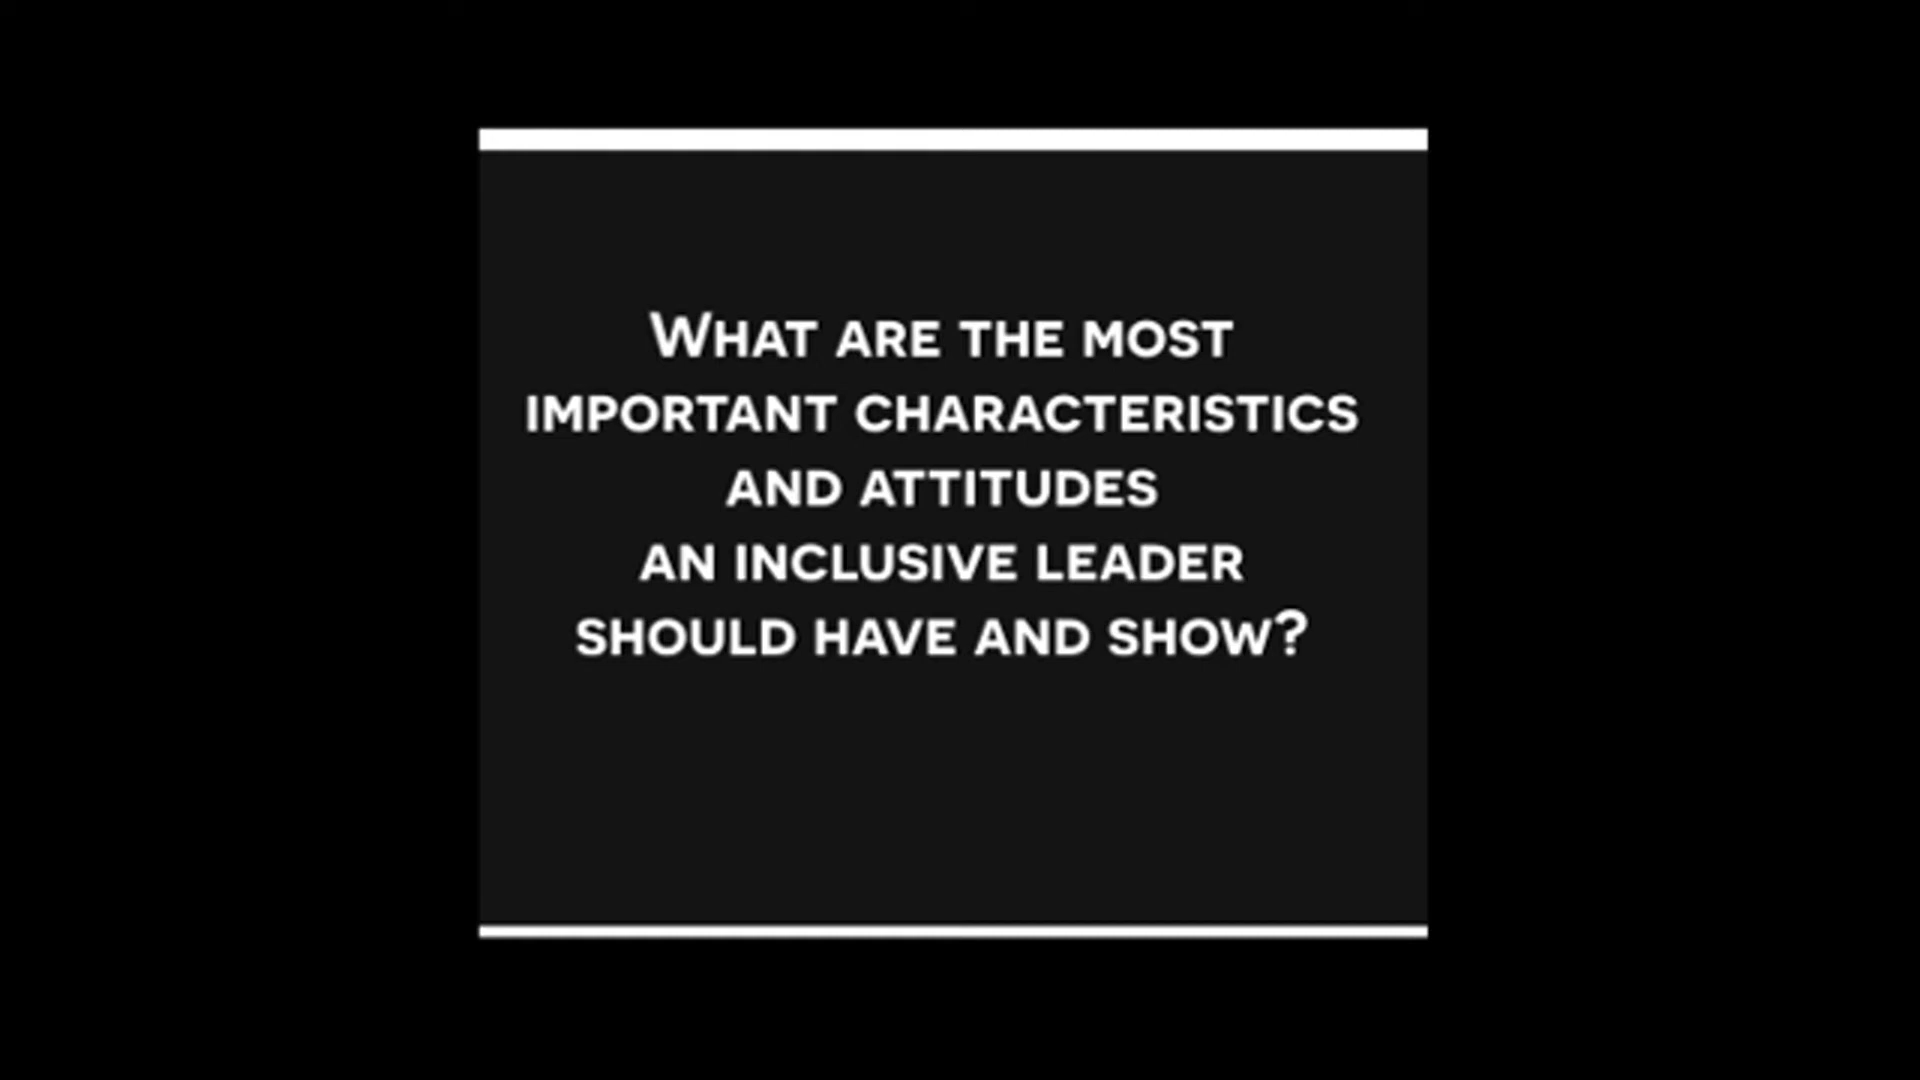 What are the most
important characteristics
and attitudes
an inclusive leader
should have and show?